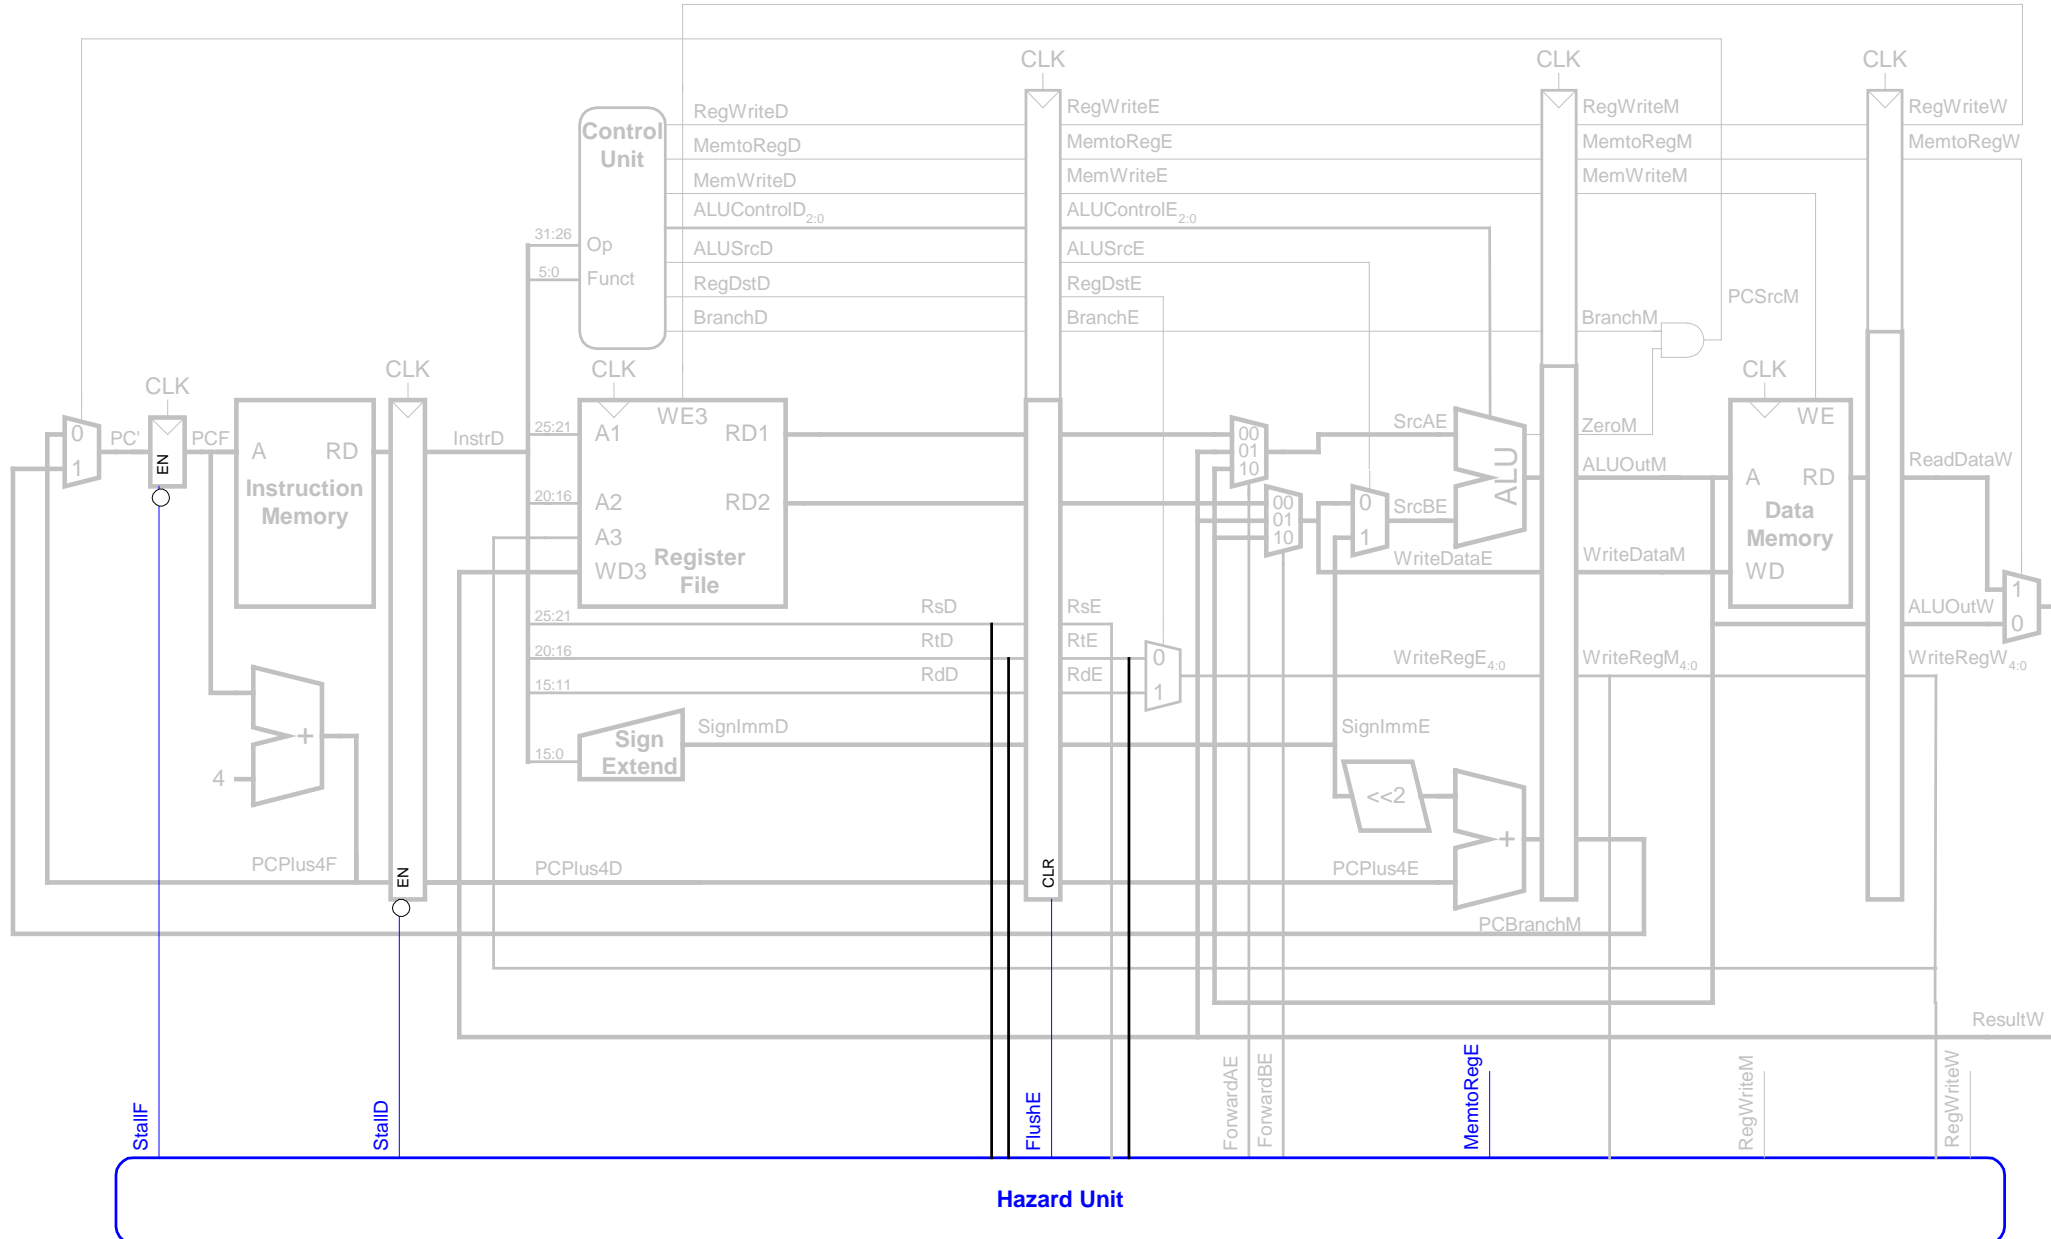 CLK CLK CLK
RegWriteD RegWriteE RegWriteM RegWriteW
Control
Unit
MemtoRegD MemtoRegE MemtoRegM MemtoRegW
MemWriteD MemWriteE MemWriteM
ALUControlD2:0 ALUControlE2:0
31:26 Op
ALUSrcD ALUSrcE
5:0 Funct
RegDstD RegDstE PCSrcM
BranchD BranchE BranchM
CLK CLK CLK CLK
0 PC' PCF A RD InstrD 25:21 A1 WE3 RD1 00 SrcAE ZeroM WE
1 EN 01 ALU ALUOutM A RD ReadDataW
10
Instruction
Memory
20:16 A2 RD2 00 0 SrcBE Data
01 Memory
A3 10 1
WD3 Register
File
WriteDataE WriteDataM WD
1
25:21 RsD RsE ALUOutW 0
20:16 RtD RtE 0 WriteRegE4:0 WriteRegM4:0 WriteRegW4:0
15:11 RdD RdE 1
+ SignImmD SignImmE
15:0 Sign
Extend
4 <<2
+
PCPlus4F EN PCPlus4D CLR PCPlus4E
PCBranchM
ResultW
StallF StallD FlushE ForwardAE ForwardBE MemtoRegE RegWriteM RegWriteW
Hazard Unit